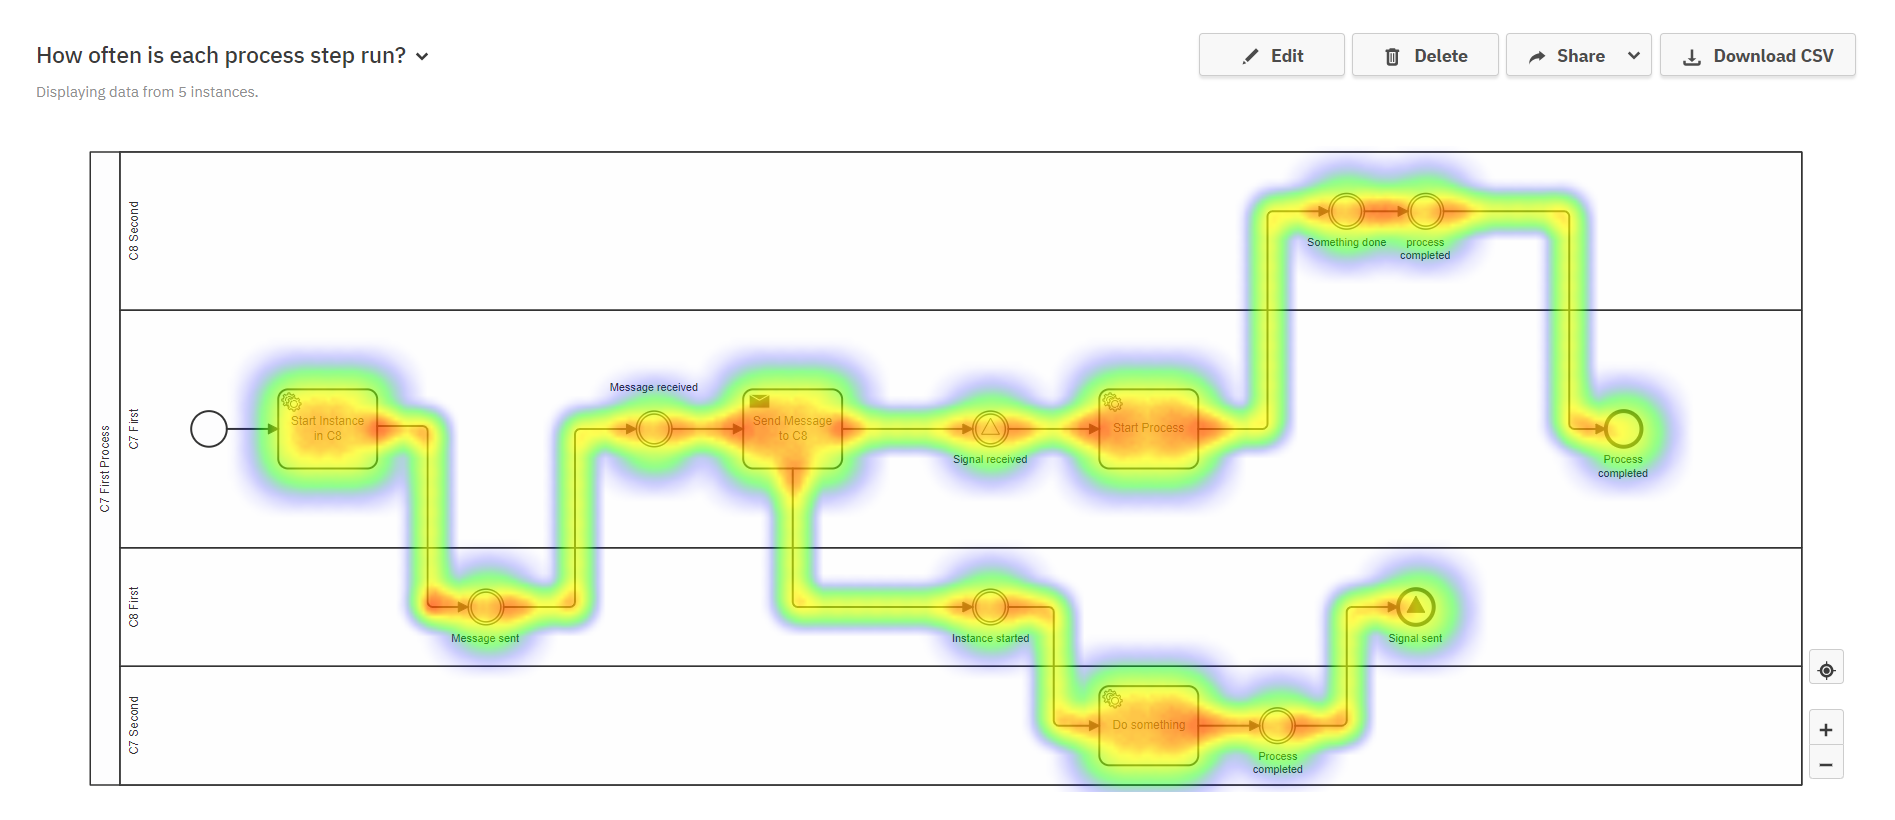 How often is each process step run?
Edit
Delete
Share
Download CSV
Displaying data from 5 instances.
C7 First Process
C8 Second
Something done
process
completed
C7 First
Start Instance
in C8
Message received
Send Message
to C8
Signal received
Start Process
Process
completed
C8 First
Message sent
Instance started
Signal sent
C7 Second
Do something
Process
completed